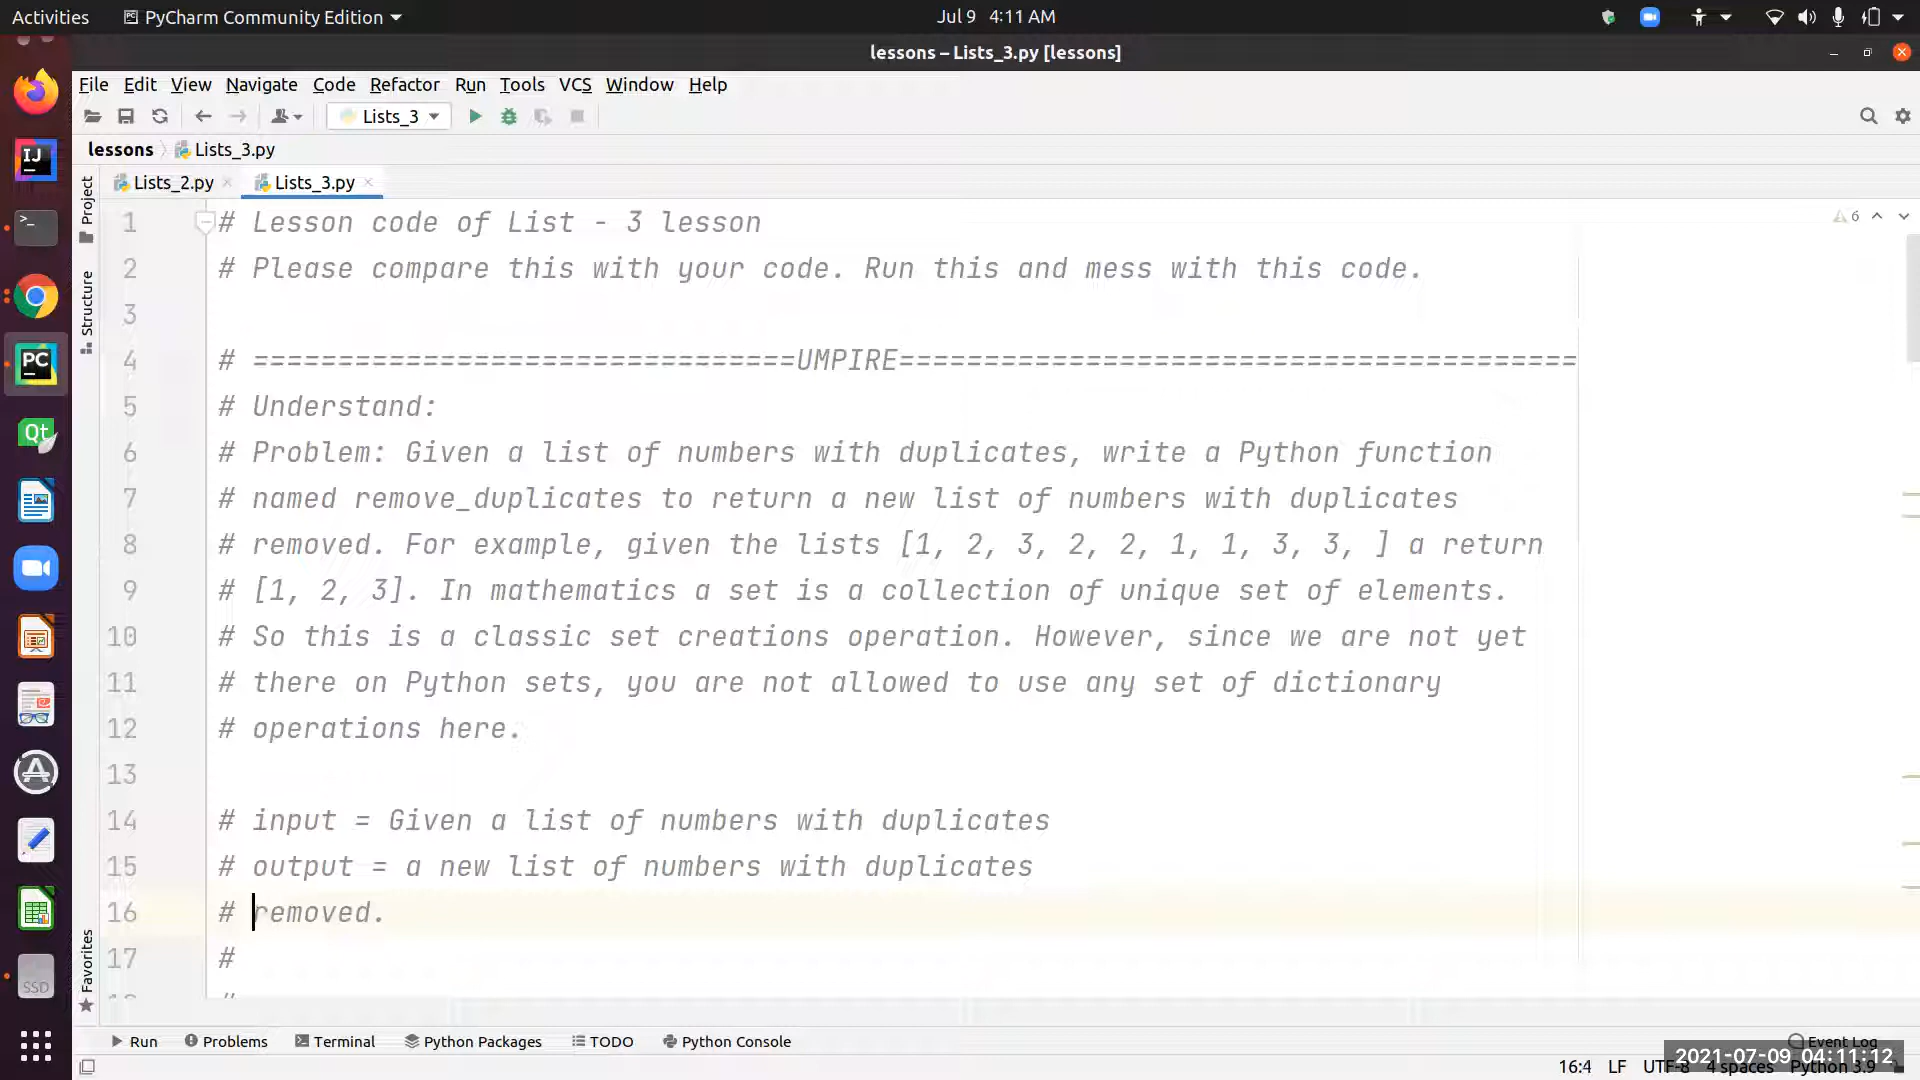 Activities PyCharm Community Edition Jul 9 4:11 AM
lessons – Lists_3.py [lessons]
File Edit View Navigate Code Refactor Run Tools VCS Window Help
Lists_3
lessons Lists_3.py
Lists_2.py Lists_3.py
Project
Structure
Favorites
6
1 # Lesson code of List - 3 lesson
2 # Please compare this with your code. Run this and mess with this code.
3
4 # ================================UMPIRE========================================
5 # Understand:
6 # Problem: Given a list of numbers with duplicates, write a Python function
7 # named remove_duplicates to return a new list of numbers with duplicates
8 # removed. For example, given the lists [1, 2, 3, 2, 2, 1, 1, 3, 3, ] a return
9 # [1, 2, 3]. In mathematics a set is a collection of unique set of elements.
10 # So this is a classic set creations operation. However, since we are not yet
11 # there on Python sets, you are not allowed to use any set of dictionary
12 # operations here.
13
14 # input = Given a list of numbers with duplicates
15 # output = a new list of numbers with duplicates
16 # removed.
17 #
IJ
PC
Qt
SSD
Run Problems Terminal Python Packages TODO Python Console Event Log
16:4 LF UTF-8 4 spaces Python 3.9
2021-07-09 04:11:12